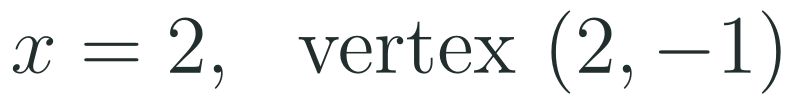 x = 2, vertex (2, −1)